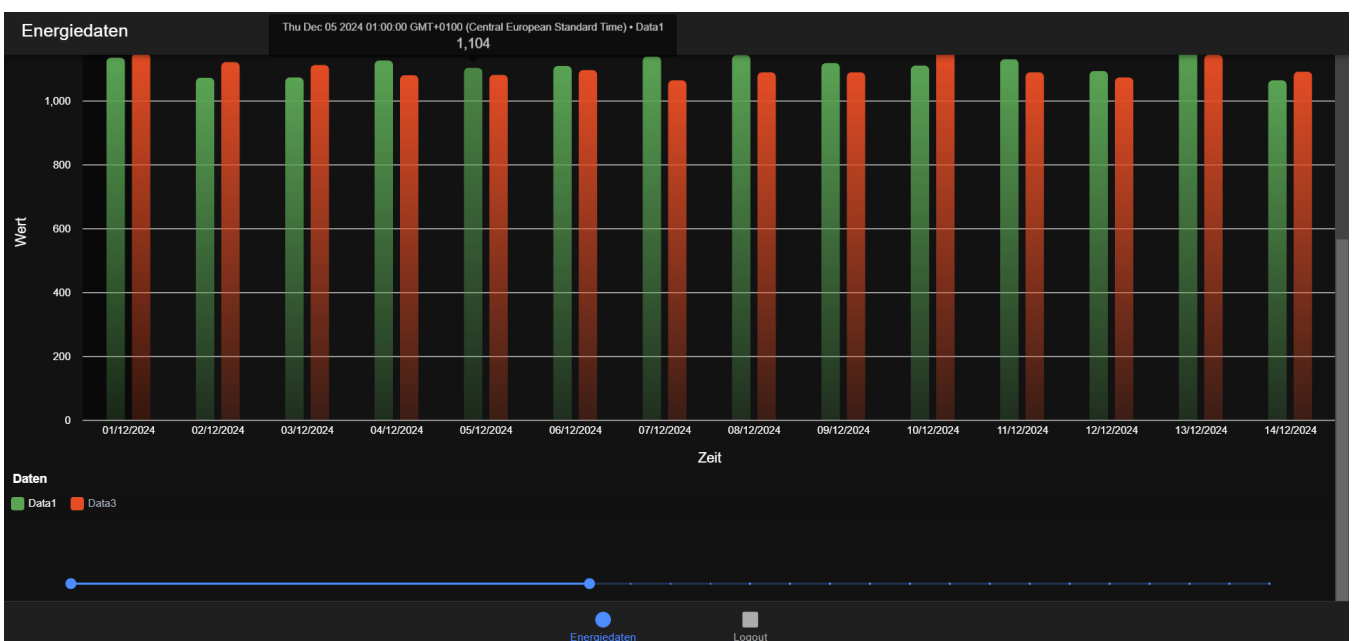 Energiedaten
Thu Dec 05 2024 01:00:00 GMT+0100 (Central European Standard Time) • Data1
1,104
1,000
800
600
400
200
0
Wert
01/12/2024 02/12/2024 03/12/2024 04/12/2024 05/12/2024 06/12/2024 07/12/2024 08/12/2024 09/12/2024 10/12/2024 11/12/2024 12/12/2024 13/12/2024 14/12/2024
Zeit
Daten
Data1 Data3
Energiedaten Logout